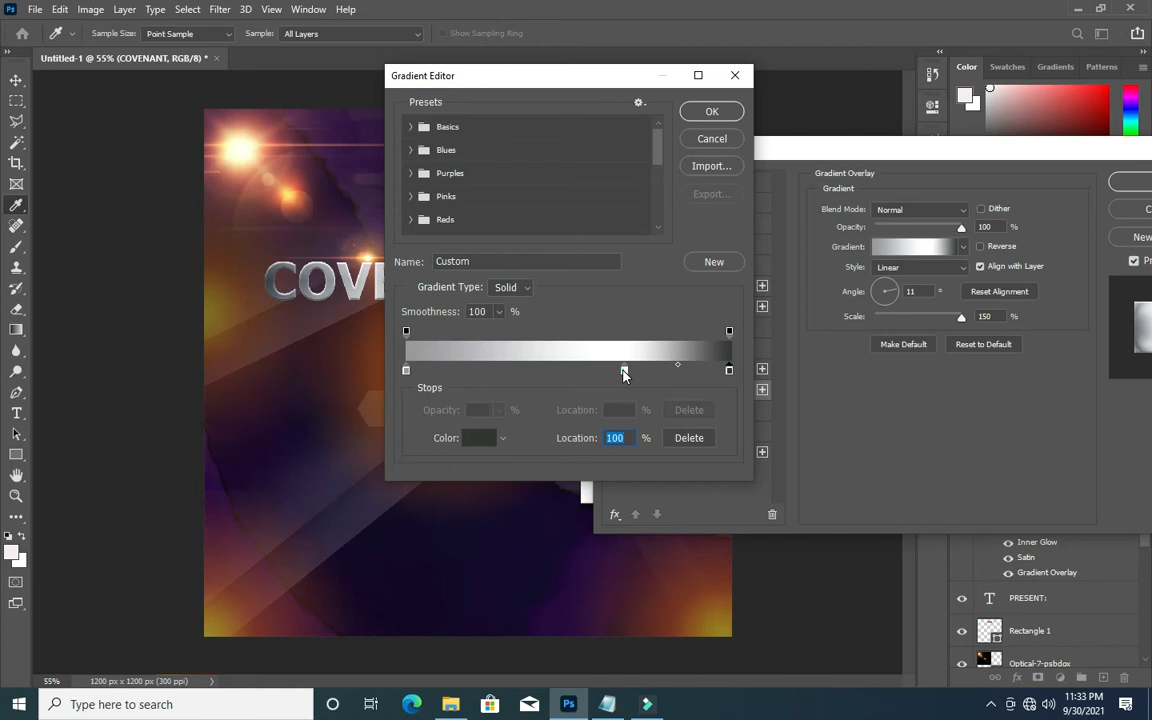 Ps File Edit Image Layer Type Select Filter 3D View Window Help
Sample Size: Point Sample Sample: All Layers Show Sampling Ring
Untitled-1 @ 55% (COVENANT, RGB/8) *
Color Swatches Gradients Patterns
Gradient Editor
Presets
Basics
Blues
Purples
Pinks
Reds
OK
Cancel
Import...
Export...
Name: Custom
New
Gradient Type: Solid
Smoothness: 100 %
Stops
Opacity: % Location: % Delete
Color: Location: 100 % Delete
COVE
Gradient Overlay
Gradient
Blend Mode: Normal Dither
Opacity: 100 %
Gradient: Reverse
Style: Linear Align with Layer
Angle: 11 ° Reset Alignment
Scale: 150 %
Make Default Reset to Default
New
fx
Inner Glow
Satin
Gradient Overlay
PRESENT:
Rectangle 1
Optical-7-psbdox
55% 1200 px x 1200 px (300 ppi)
Type here to search
11:33 PM
9/30/2021